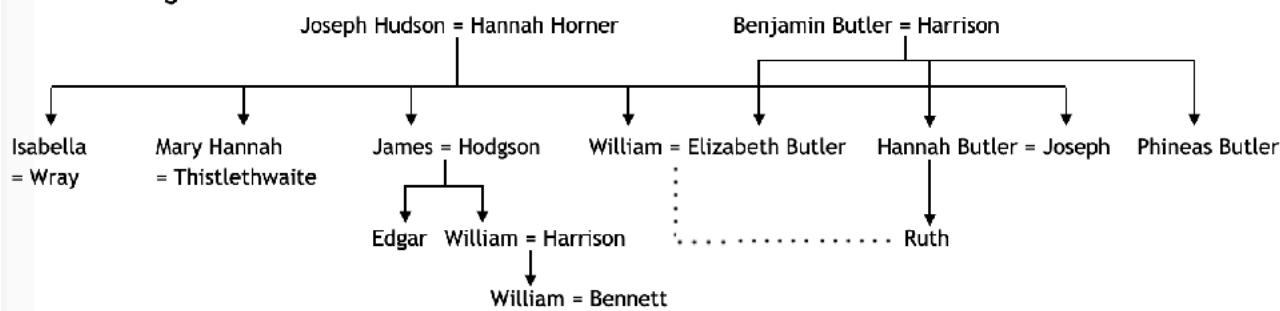 Joseph Hudson = Hannah Horner Benjamin Butler = Harrison
Isabella Mary Hannah James = Hodgson William = Elizabeth Butler Hannah Butler = Joseph Phineas Butler
= Wray = Thistlethwaite
Edgar William = Harrison Ruth
William = Bennett